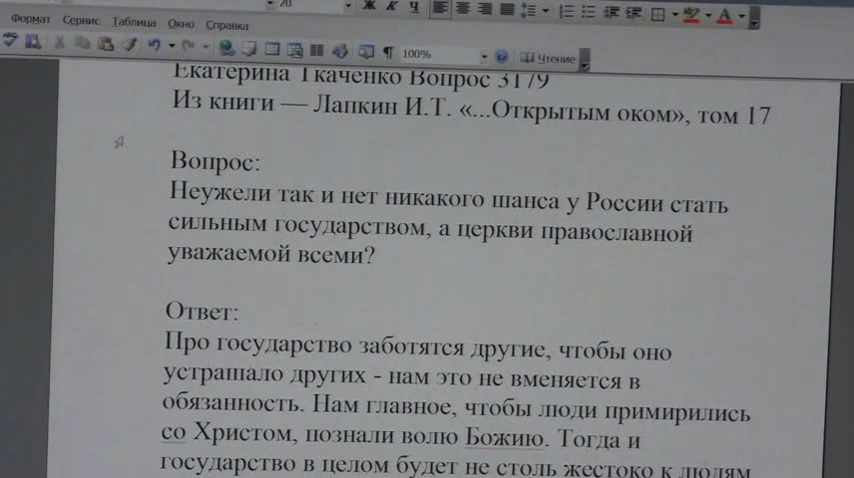 20 Ж К Ч
Формат Сервис Таблица Окно Справка
100% ¶ Чтение
Екатерина Ткаченко Вопрос 3179
Из книги — Лапкин И.Т. «...Открытым оком», том 17
Вопрос:
Неужели так и нет никакого шанса у России стать
сильным государством, а церкви православной
уважаемой всеми?
Ответ:
Про государство заботятся другие, чтобы оно
устрашало других - нам это не вменяется в
обязанность. Нам главное, чтобы люди примирились
со Христом, познали волю Божию. Тогда и
государство в целом будет не столь жестоко к людям